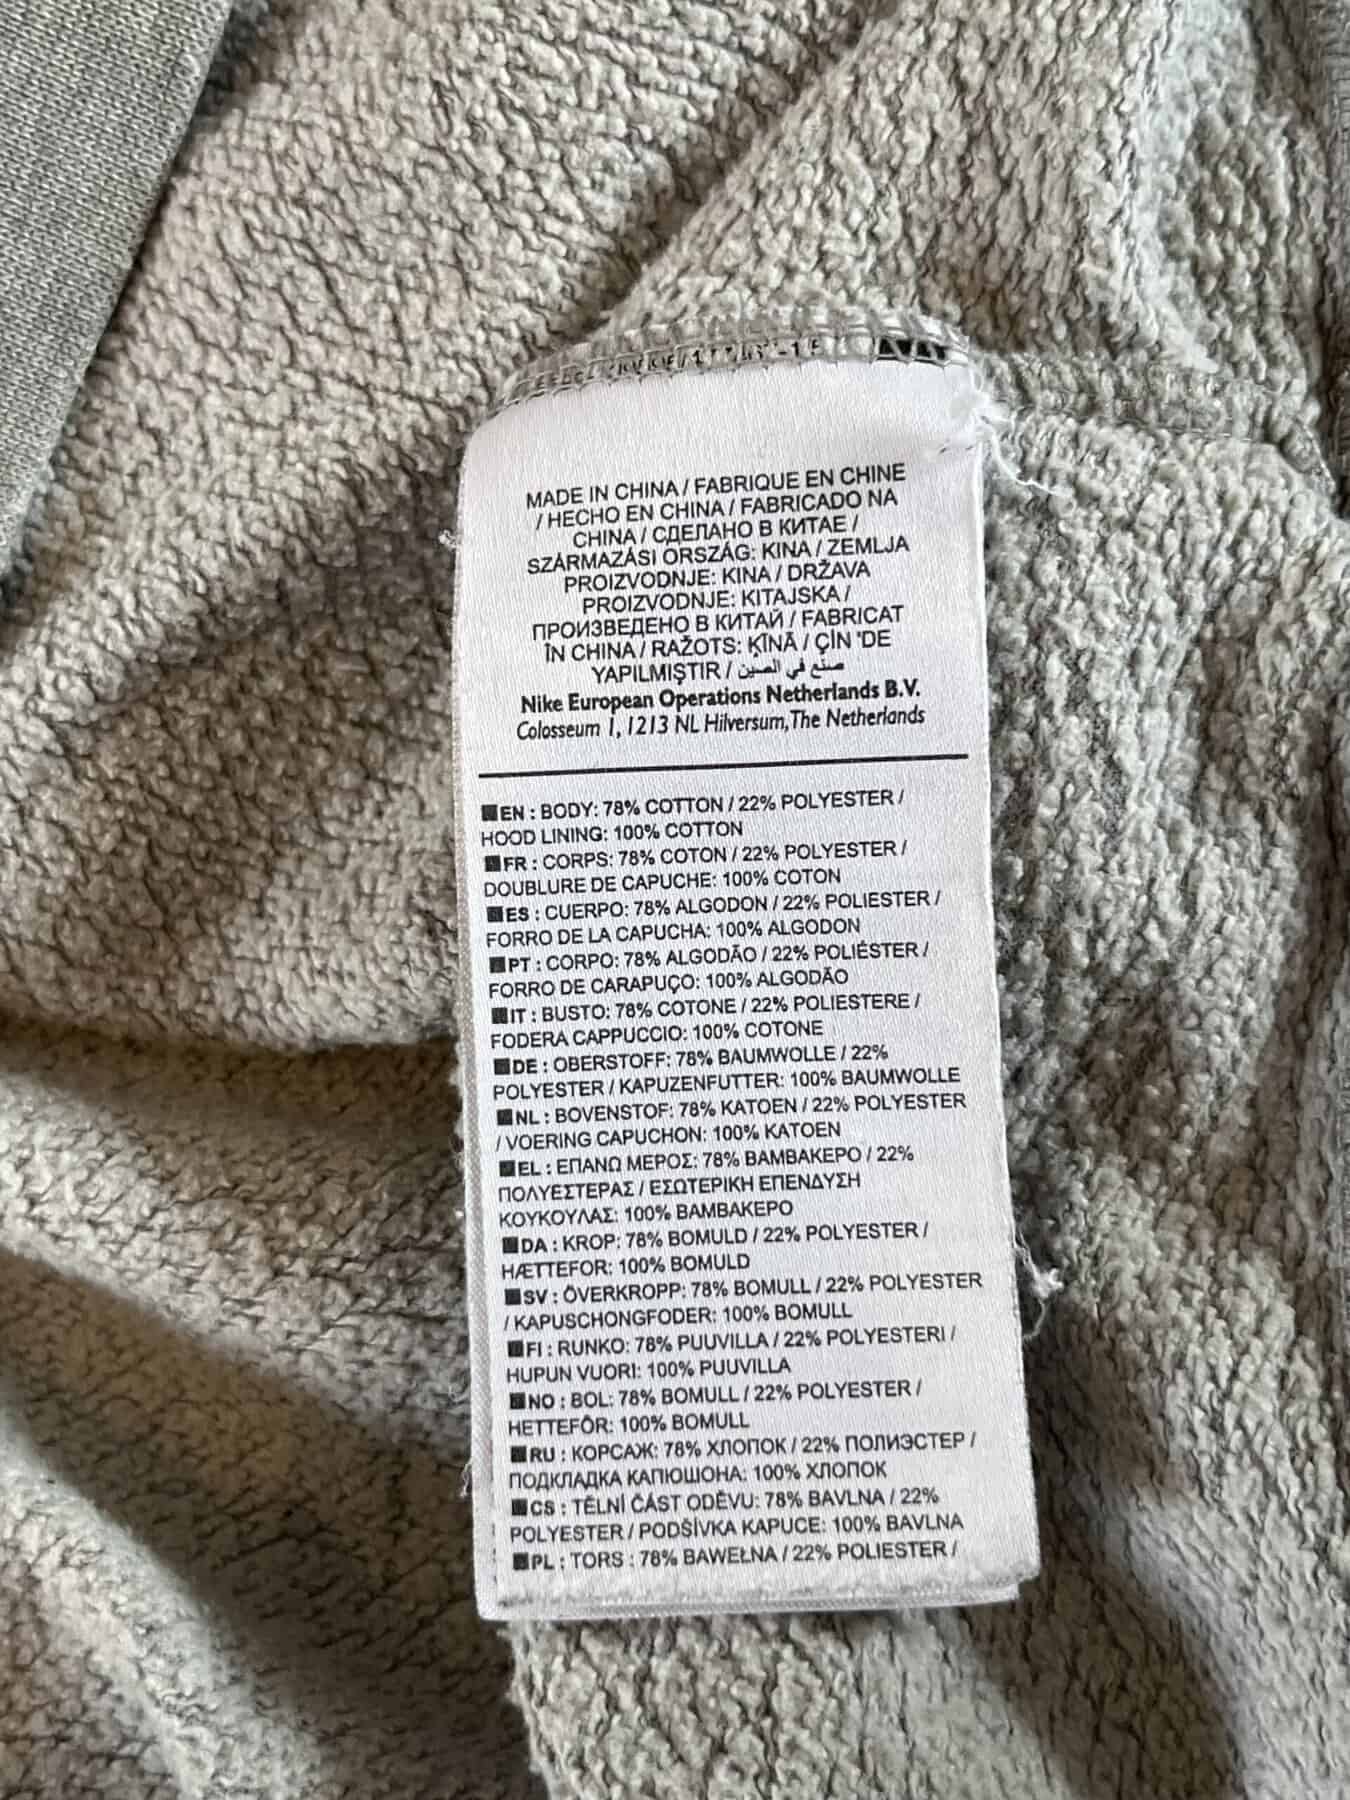 MADE IN CHINA / FABRIQUE EN CHINE
/ HECHO EN CHINA / FABRICADO NA
CHINA / СДЕЛАНО В КИТАЕ /
SZÁRMAZÁSI ORSZÁG: KINA / ZEMLJA
PROIZVODNJE: KINA / DRŽAVA
PROIZVODNJE: KITAJSKA /
ПРОИЗВЕДЕНО В КИТАЙ / FABRICAT
ÎN CHINA / RAŽOTS: ĶĪNĀ / ÇİN 'DE
YAPILMIŞTIR / صنع في الصين
Nike European Operations Netherlands B.V.
Colosseum 1, 1213 NL Hilversum, The Netherlands
EN : BODY: 78% COTTON / 22% POLYESTER /
HOOD LINING: 100% COTTON
FR : CORPS: 78% COTON / 22% POLYESTER /
DOUBLURE DE CAPUCHE: 100% COTON
ES : CUERPO: 78% ALGODON / 22% POLIESTER /
FORRO DE LA CAPUCHA: 100% ALGODON
PT : CORPO: 78% ALGODÃO / 22% POLIÉSTER /
FORRO DE CARAPUÇO: 100% ALGODÃO
IT : BUSTO: 78% COTONE / 22% POLIESTERE /
FODERA CAPPUCCIO: 100% COTONE
DE : OBERSTOFF: 78% BAUMWOLLE / 22%
POLYESTER / KAPUZENFUTTER: 100% BAUMWOLLE
NL : BOVENSTOF: 78% KATOEN / 22% POLYESTER
/ VOERING CAPUCHON: 100% KATOEN
EL : ΕΠΑΝΩ ΜΕΡΟΣ: 78% ΒΑΜΒΑΚΕΡΟ / 22%
ΠΟΛΥΕΣΤΕΡΑΣ / ΕΣΩΤΕΡΙΚΗ ΕΠΕΝΔΥΣΗ
ΚΟΥΚΟΥΛΑΣ: 100% ΒΑΜΒΑΚΕΡΟ
DA : KROP: 78% BOMULD / 22% POLYESTER /
HÆTTEFOR: 100% BOMULD
SV : ÖVERKROPP: 78% BOMULL / 22% POLYESTER
/ KAPUSCHONGFODER: 100% BOMULL
FI : RUNKO: 78% PUUVILLA / 22% POLYESTERI /
HUPUN VUORI: 100% PUUVILLA
NO : BOL: 78% BOMULL / 22% POLYESTER /
HETTEFÔR: 100% BOMULL
RU : КОРСАЖ: 78% ХЛОПОК / 22% ПОЛИЭСТЕР /
ПОДКЛАДКА КАПЮШОНА: 100% ХЛОПОК
CS : TĚLNÍ ČÁST ODĚVU: 78% BAVLNA / 22%
POLYESTER / PODŠÍVKA KAPUCE: 100% BAVLNA
PL : TORS : 78% BAWEŁNA / 22% POLIESTER /